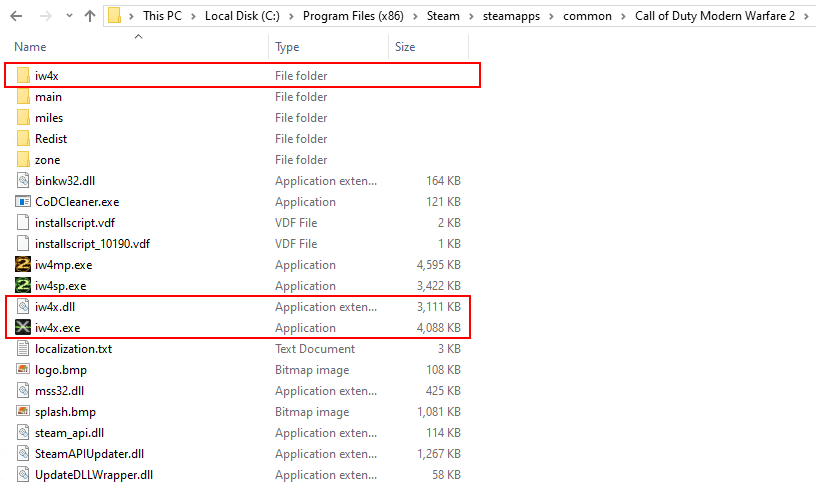 This PC > Local Disk (C:) > Program Files (x86) > Steam > steamapps > common > Call of Duty Modern Warfare 2 >
Name Type Size
iw4x File folder
main File folder
miles File folder
Redist File folder
zone File folder
binkw32.dll Application exten... 164 KB
CoDCleaner.exe Application 121 KB
installscript.vdf VDF File 2 KB
installscript_10190.vdf VDF File 1 KB
iw4mp.exe Application 4,595 KB
iw4sp.exe Application 3,422 KB
iw4x.dll Application exten... 3,111 KB
iw4x.exe Application 4,088 KB
localization.txt Text Document 3 KB
logo.bmp Bitmap image 108 KB
mss32.dll Application exten... 425 KB
splash.bmp Bitmap image 1,081 KB
steam_api.dll Application exten... 114 KB
SteamAPIUpdater.dll Application exten... 1,267 KB
UpdateDLLWrapper.dll Application exten... 58 KB